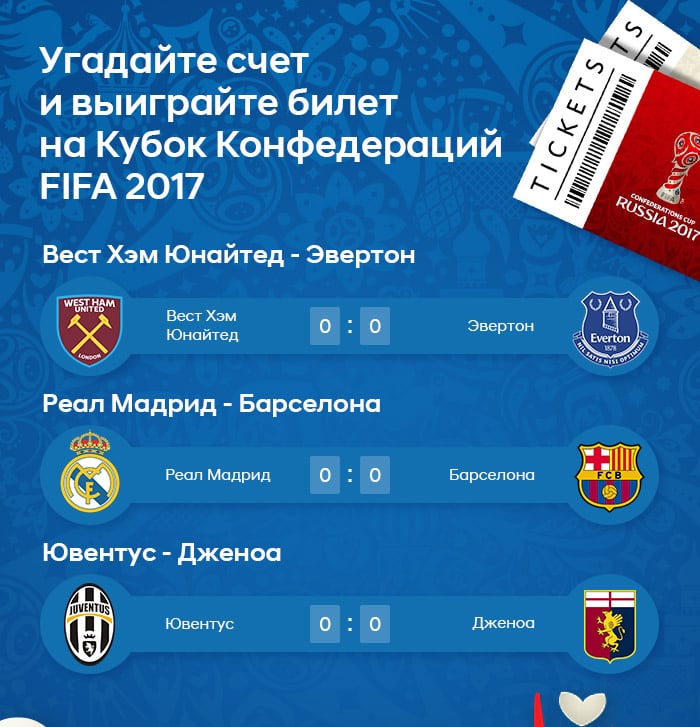 Угадайте счет
и выиграйте билет
на Кубок Конфедераций
FIFA 2017
TICKETS
TS
FIFA
CONFEDERATIONS CUP
RUSSIA 2017
Вест Хэм Юнайтед - Эвертон
WEST HAM
UNITED
LONDON
Вест Хэм
Юнайтед
0 : 0
Эвертон
Everton
1878
NIL SATIS NISI OPTIMUM
Реал Мадрид - Барселона
Реал Мадрид
0 : 0
Барселона
FCB
Ювентус - Дженоа
JUVENTUS
Ювентус
0 : 0
Дженоа